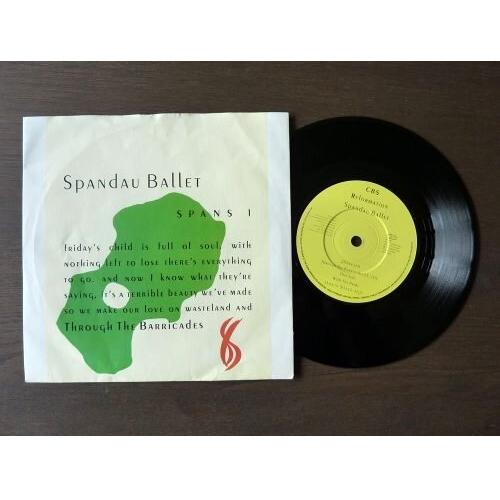 Spandau Ballet
SPANS 1
friday's child is full of soul, with
nothing left to lose there's everything
to go. and now I know what they're
saying, it's a terrible beauty we've made
so we make our love on wasteland and
Through The Barricades
CBS
Reformation
Spandau Ballet